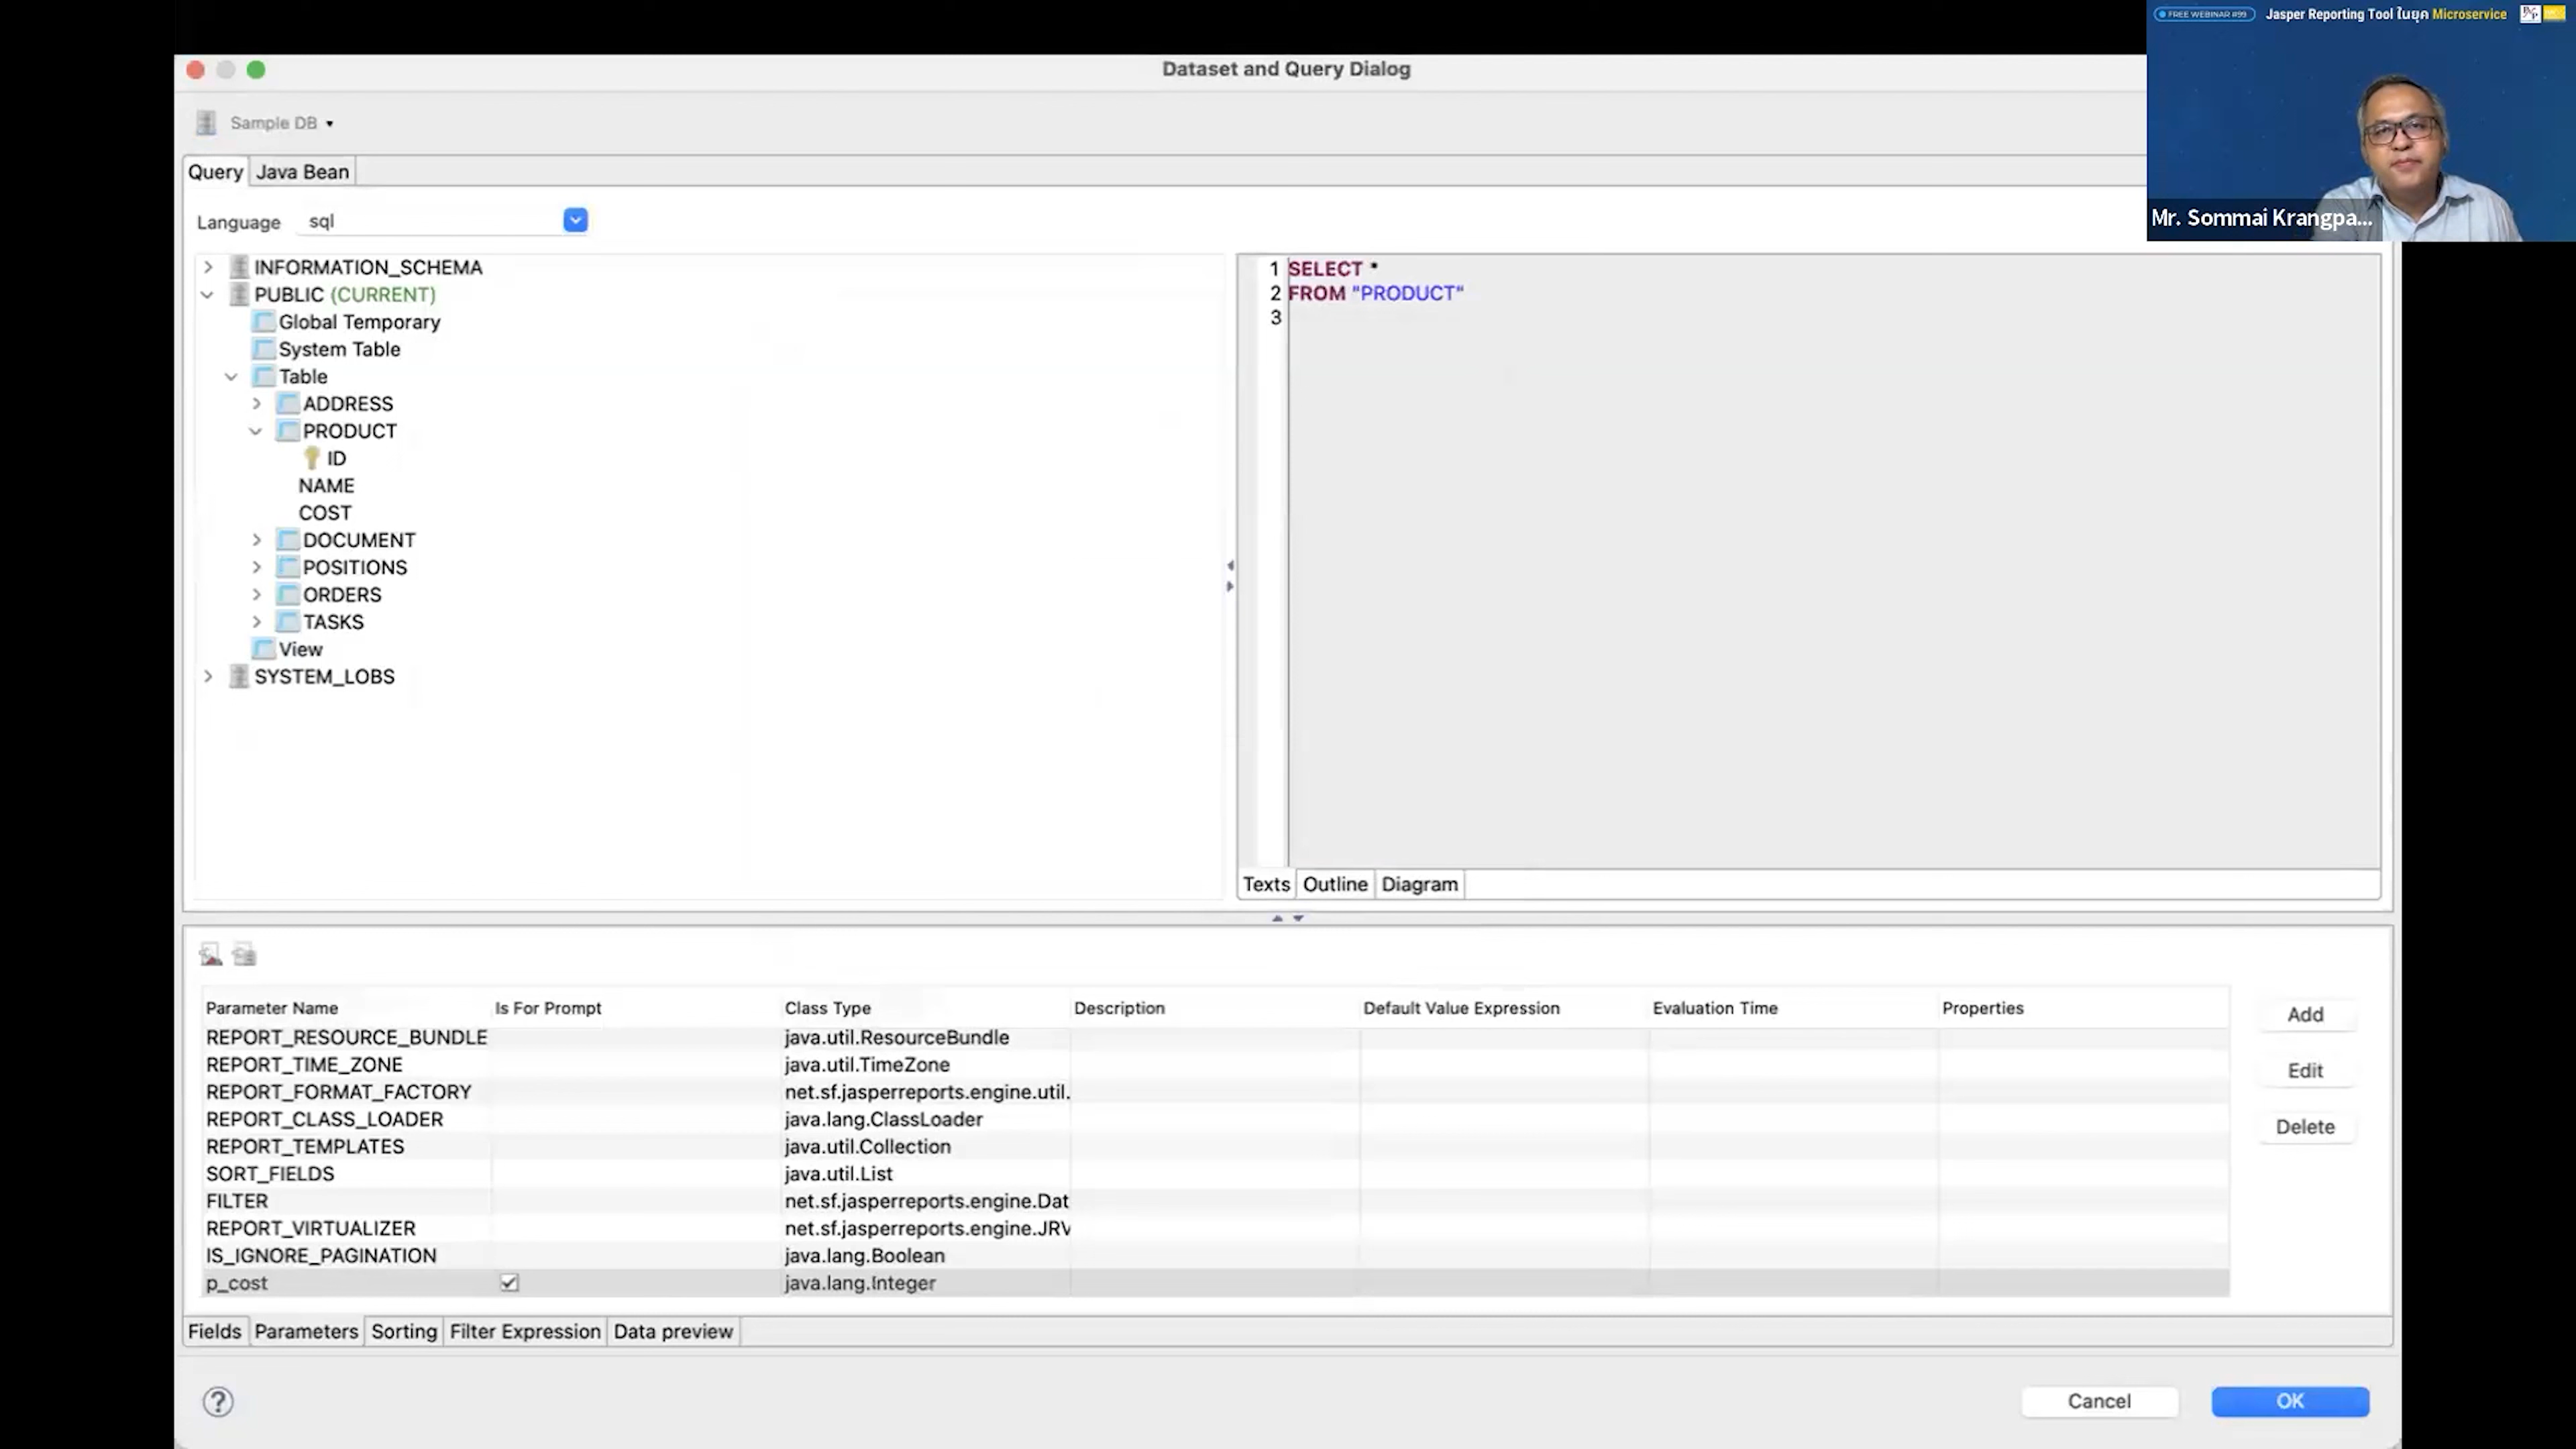 FREE WEBINAR #99 Jasper Reporting Tool ในยุค Microservice
Mr. Sommai Krangpa...
Dataset and Query Dialog
Sample DB
Query Java Bean
Language sql
INFORMATION_SCHEMA
PUBLIC (CURRENT)
Global Temporary
System Table
Table
ADDRESS
PRODUCT
ID
NAME
COST
DOCUMENT
POSITIONS
ORDERS
TASKS
View
SYSTEM_LOBS
1 SELECT *
2 FROM "PRODUCT"
3
Texts Outline Diagram
Parameter Name Is For Prompt Class Type Description Default Value Expression Evaluation Time Properties
REPORT_RESOURCE_BUNDLE java.util.ResourceBundle
REPORT_TIME_ZONE java.util.TimeZone
REPORT_FORMAT_FACTORY net.sf.jasperreports.engine.util.
REPORT_CLASS_LOADER java.lang.ClassLoader
REPORT_TEMPLATES java.util.Collection
SORT_FIELDS java.util.List
FILTER net.sf.jasperreports.engine.Dat
REPORT_VIRTUALIZER net.sf.jasperreports.engine.JRV
IS_IGNORE_PAGINATION java.lang.Boolean
p_cost java.lang.Integer
Add
Edit
Delete
Fields Parameters Sorting Filter Expression Data preview
?
Cancel OK